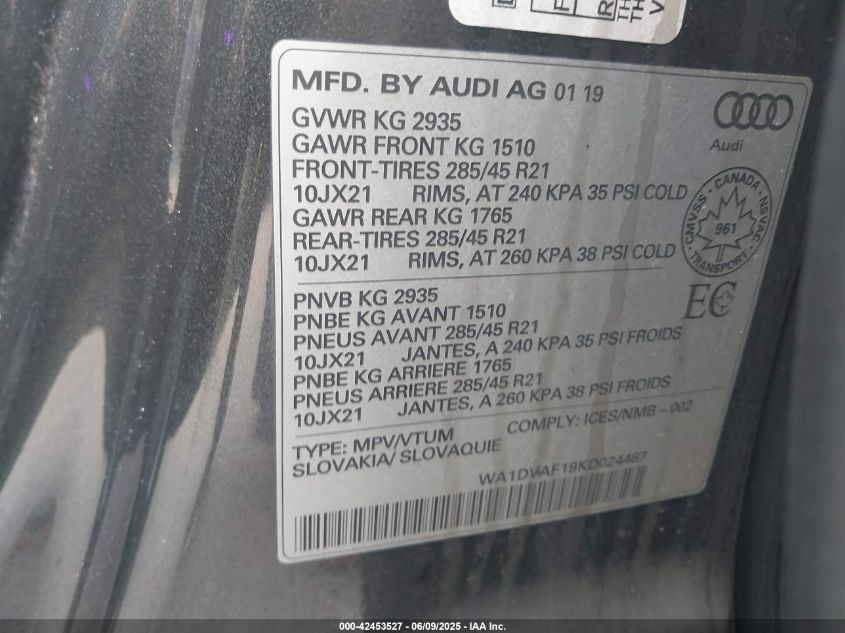 MFD. BY AUDI AG 01 19
Audi
GVWR KG 2935
GAWR FRONT KG 1510
FRONT-TIRES 285/45 R21
10JX21 RIMS, AT 240 KPA 35 PSI COLD
GAWR REAR KG 1765
REAR-TIRES 285/45 R21
10JX21 RIMS, AT 260 KPA 38 PSI COLD
CANADA
CMVSS NSVAC
961
TRANSPORT
EC
PNVB KG 2935
PNBE KG AVANT 1510
PNEUS AVANT 285/45 R21
10JX21 JANTES, A 240 KPA 35 PSI FROIDS
PNBE KG ARRIERE 1765
PNEUS ARRIERE 285/45 R21
10JX21 JANTES, A 260 KPA 38 PSI FROIDS
TYPE: MPV/VTUM COMPLY: ICES/NMB - 002
SLOVAKIA/ SLOVAQUIE
WA1DVAF19KD024487
000-42453527 - 06/09/2025 - IAA Inc.